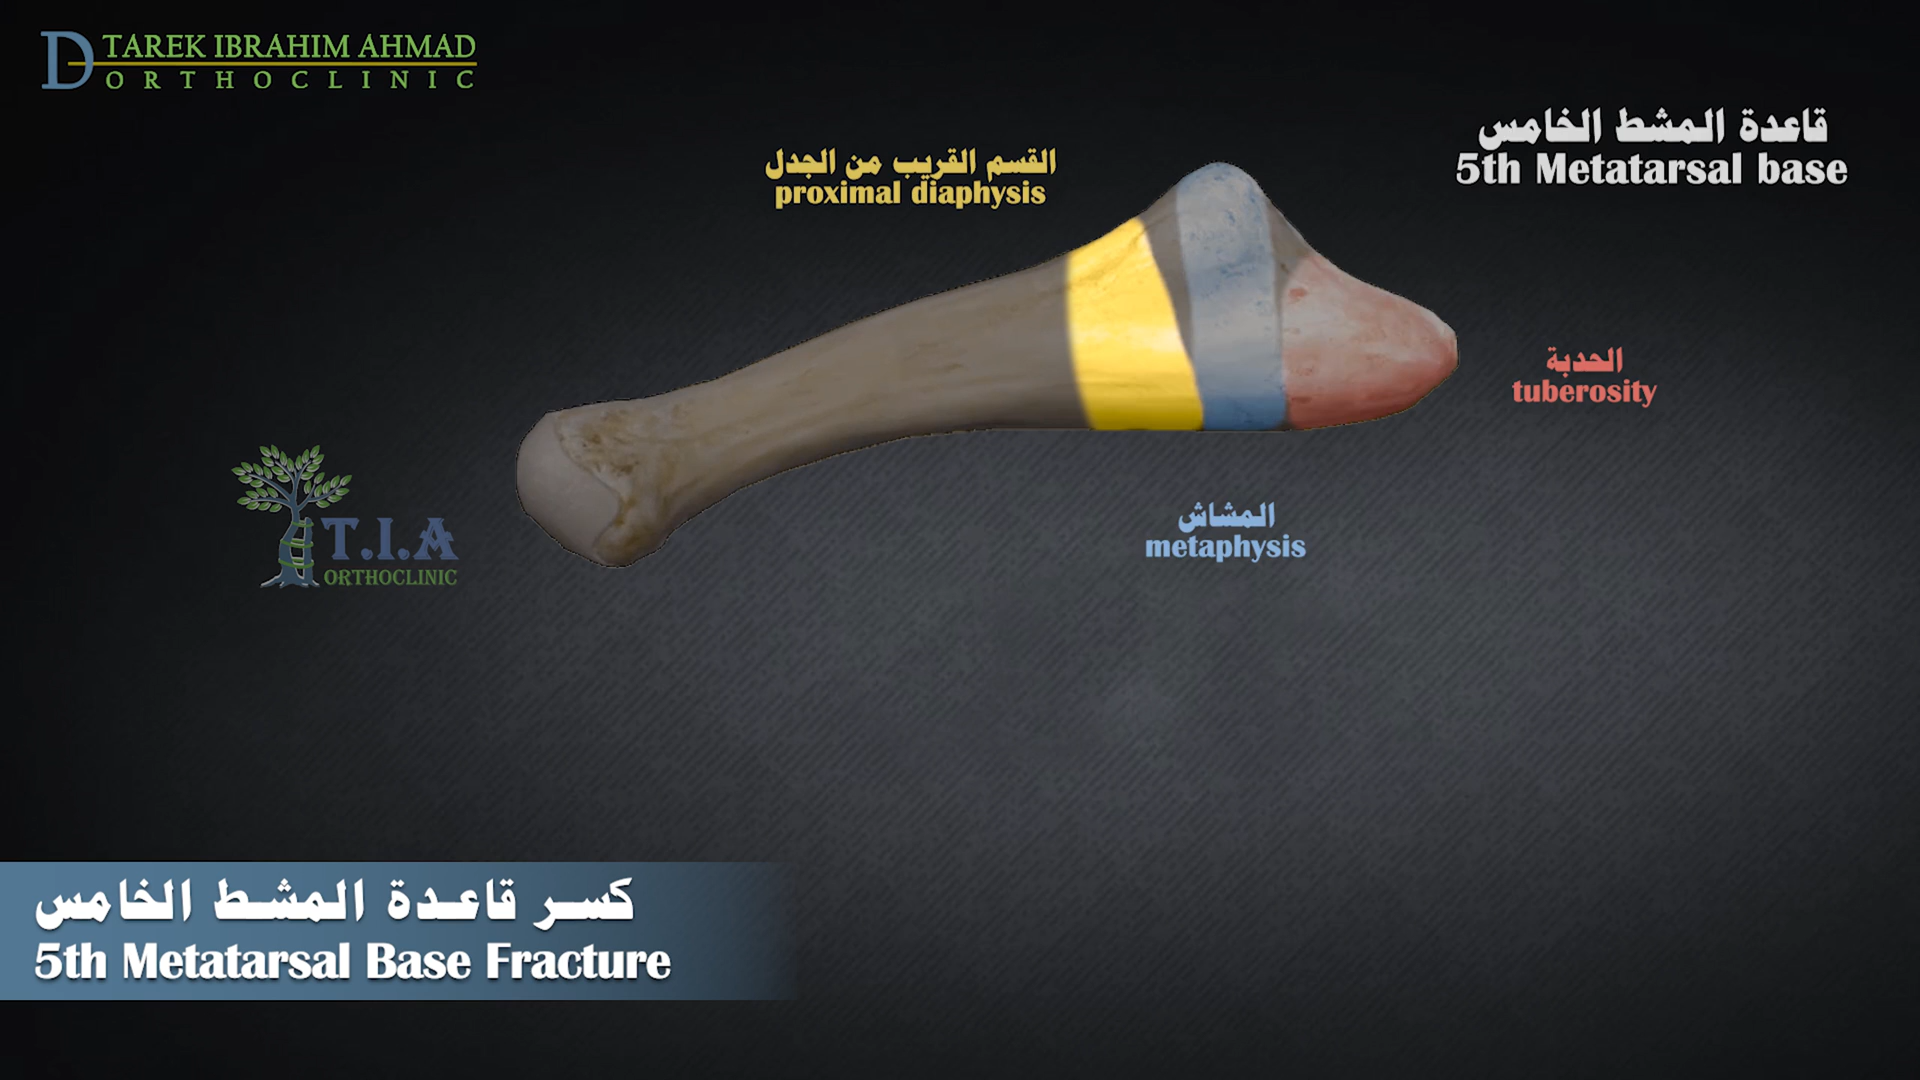 D TAREK IBRAHIM AHMAD
ORTHOCLINIC
قاعدة المشط الخامس
5th Metatarsal base
القسم القريب من الجدل
proximal diaphysis
الحدبة
tuberosity
T.I.A
ORTHOCLINIC
المشاش
metaphysis
كسر قاعدة المشط الخامس
5th Metatarsal Base Fracture